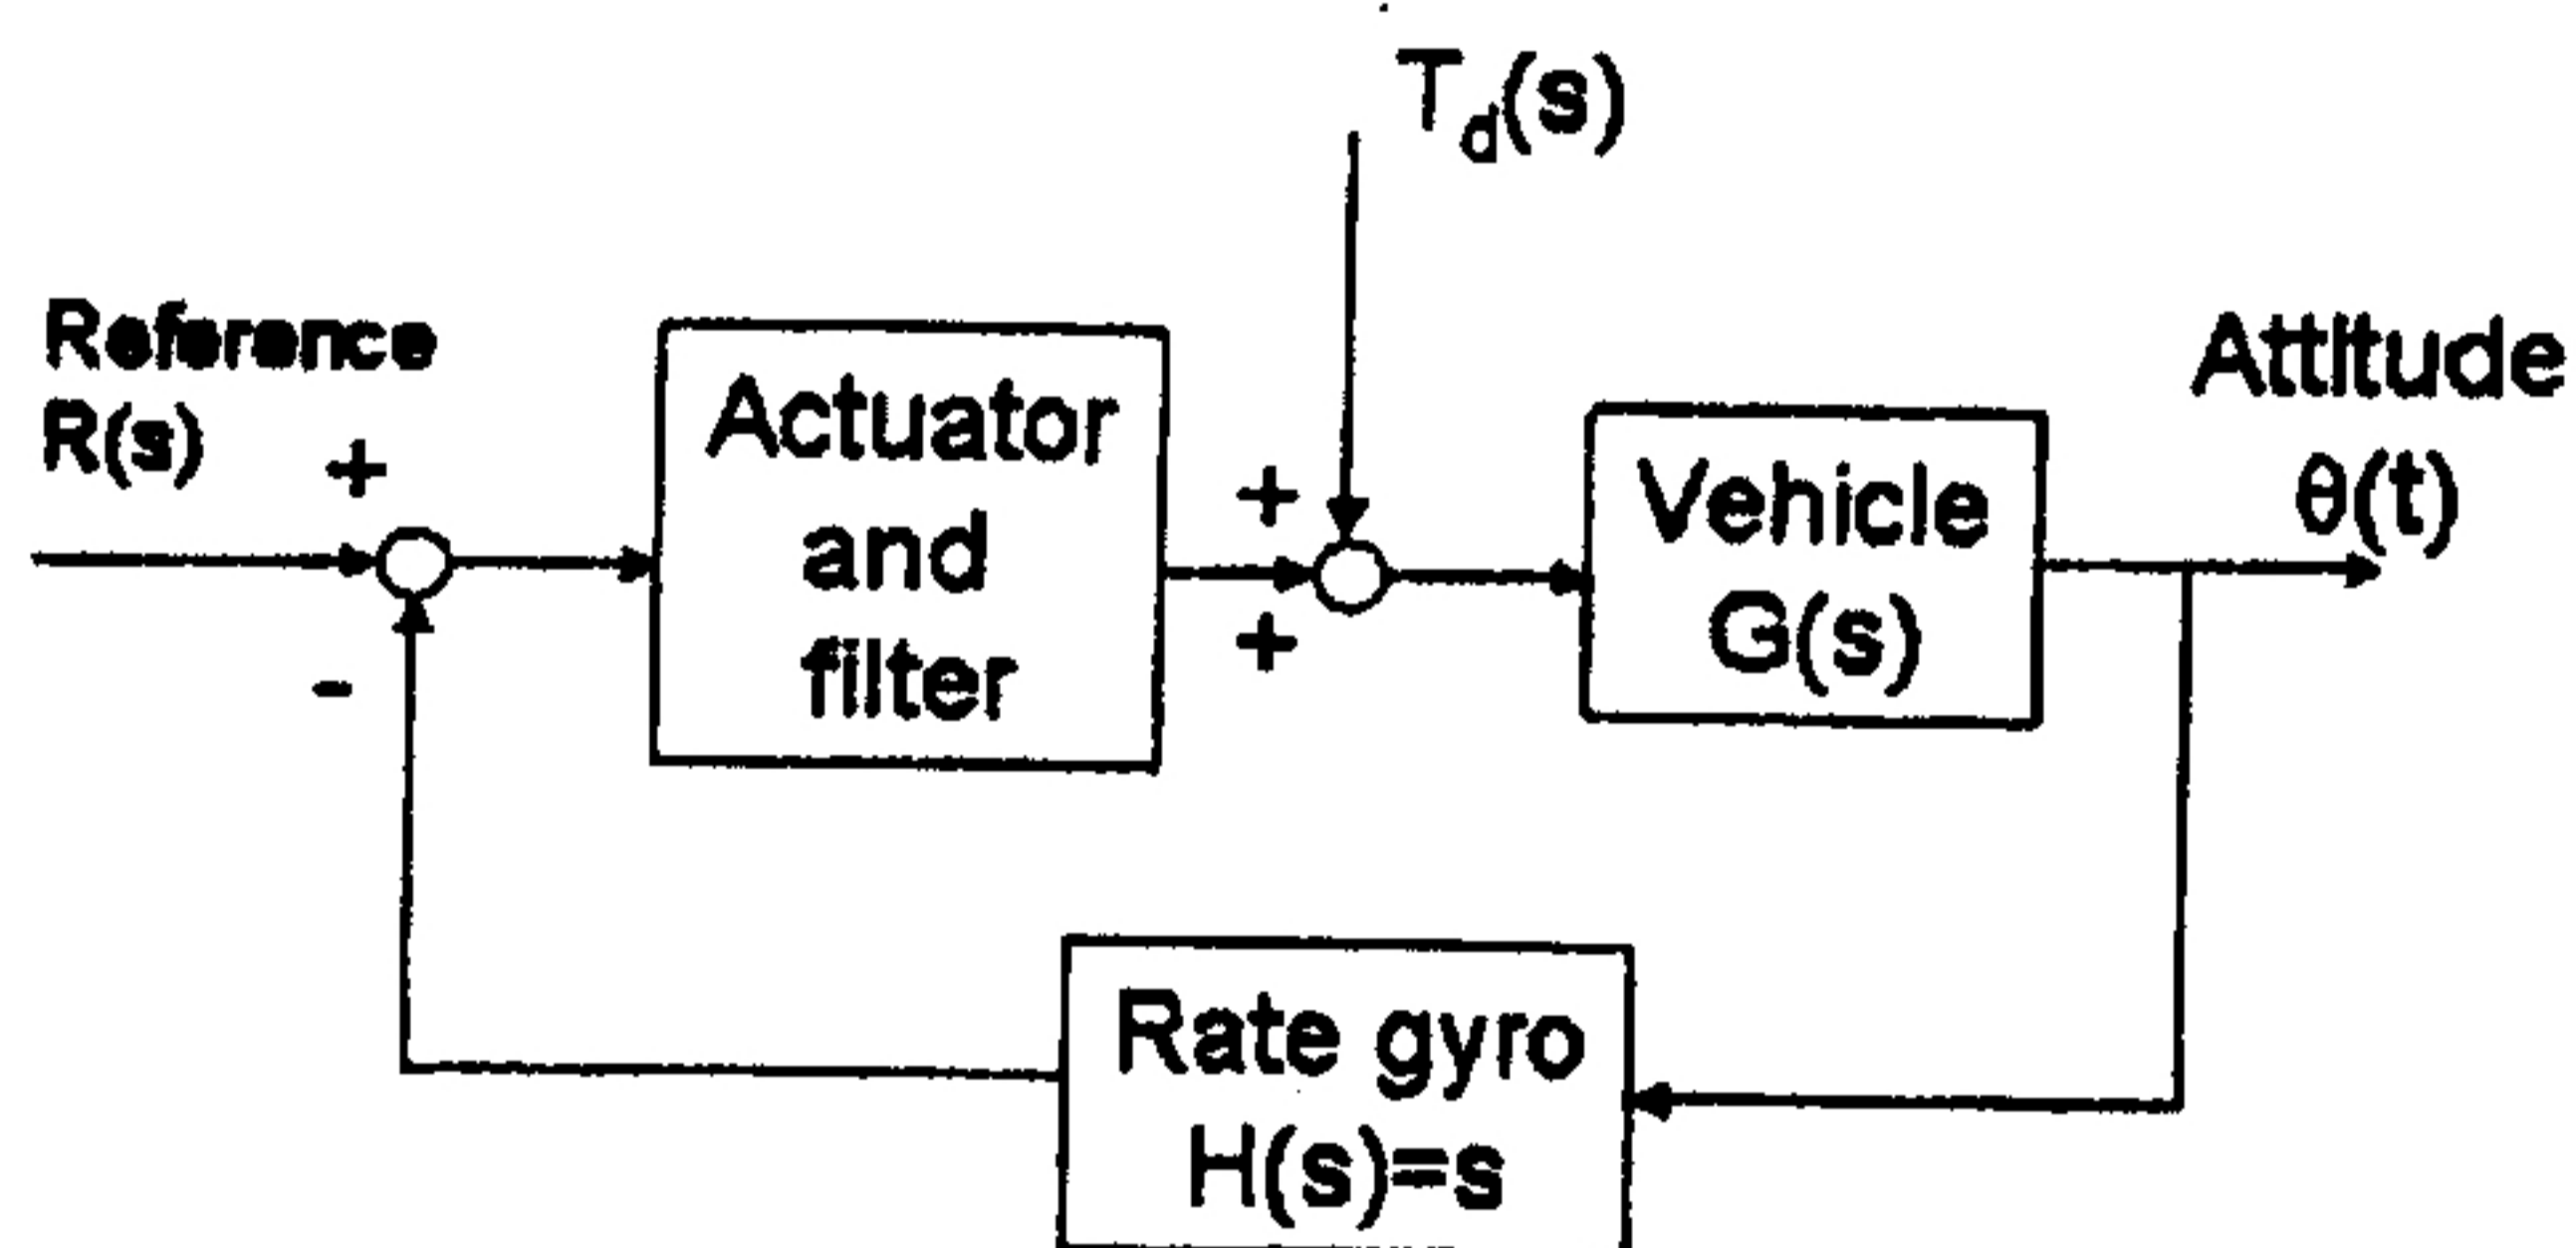 T_d(s)
Reference
R(s)
+
-
Actuator
and
filter
+
+
Vehicle
G(s)
Attitude
θ(t)
Rate gyro
H(s)=s